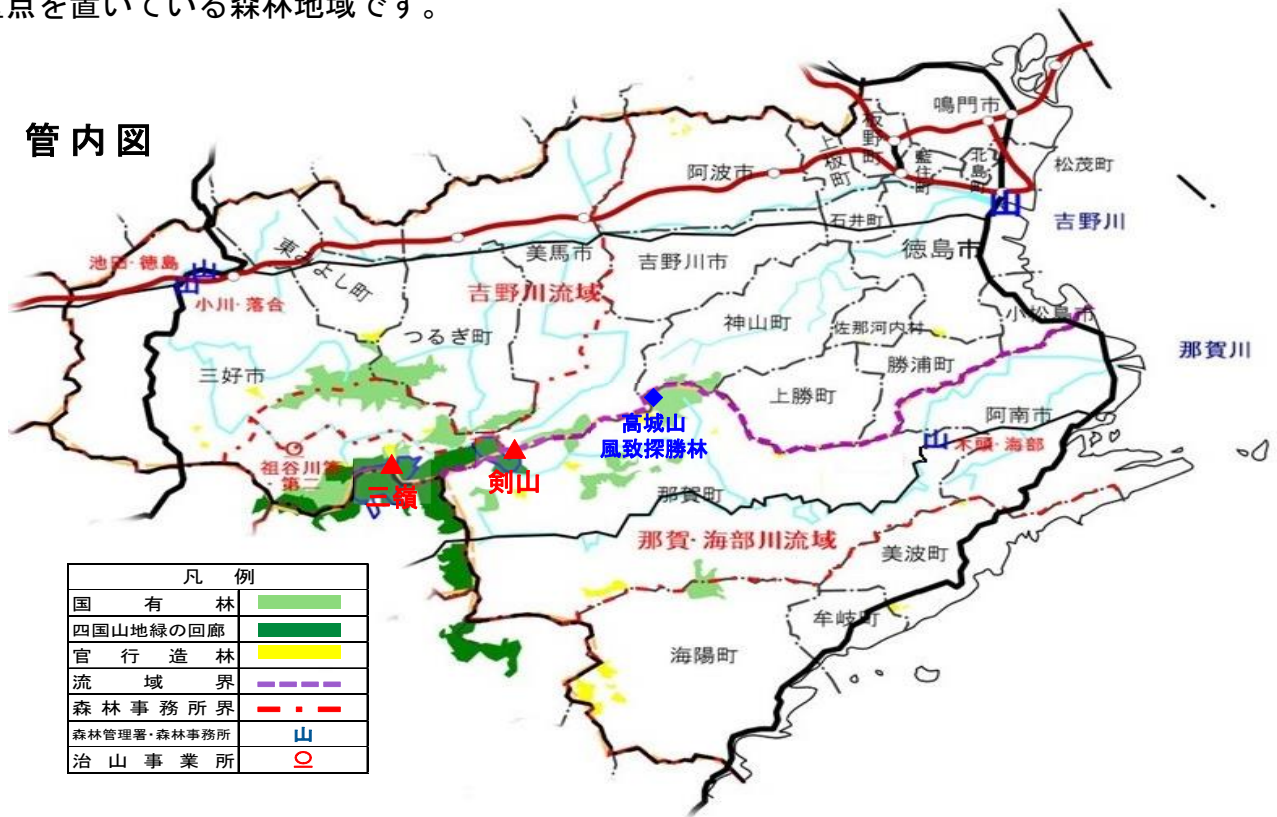 点を置いている森林地域です。
管内図
鳴門市
板野町
上板町
藍住町
北島町
松茂町
阿波市
石井町
吉野川
徳島市
美馬市
吉野川市
東みよし町
池田・徳島
小川・落合
吉野川流域
つるぎ町
神山町
佐那河内村
小松島市
勝浦町
那賀川
三好市
上勝町
高城山
風致探勝林
阿南市
木頭・海部
祖谷川第二
三嶺
剣山
那賀町
那賀・海部川流域
美波町
牟岐町
海陽町
凡例
国有林
四国山地緑の回廊
官行造林
流域界
森林事務所界
森林管理署・森林事務所 山
治山事業所